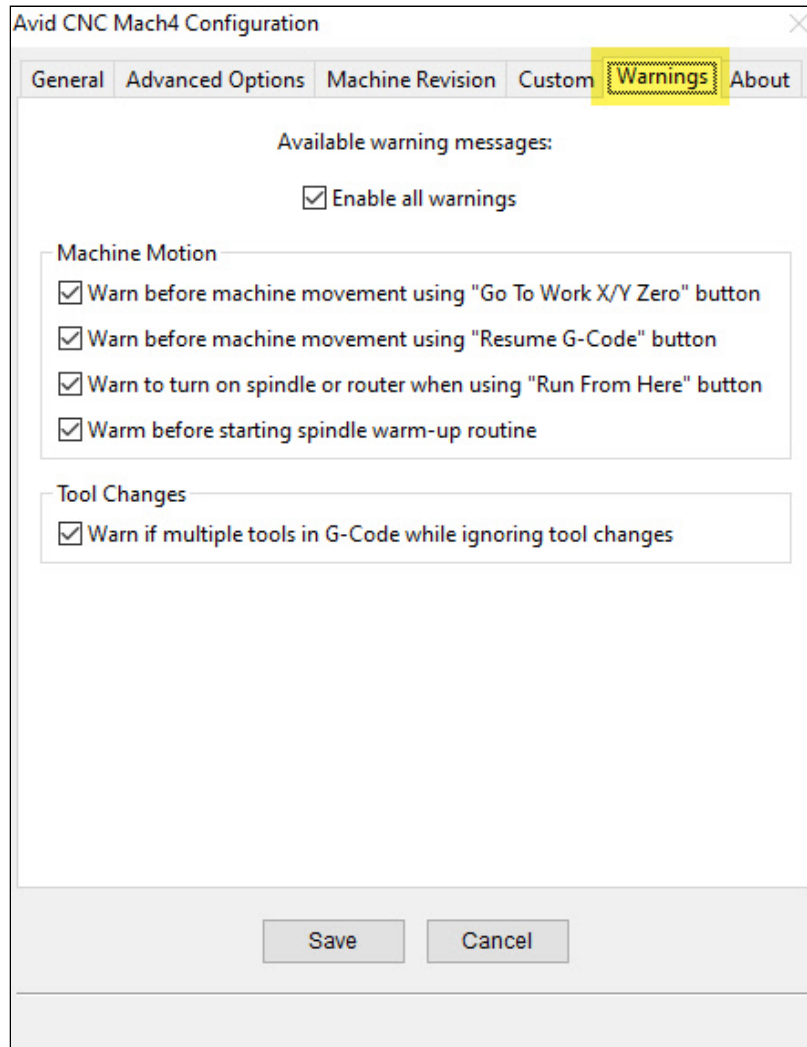 Avid CNC Mach4 Configuration
General Advanced Options Machine Revision Custom Warnings About
Available warning messages:
Enable all warnings
Machine Motion
Warn before machine movement using "Go To Work X/Y Zero" button
Warn before machine movement using "Resume G-Code" button
Warn to turn on spindle or router when using "Run From Here" button
Warm before starting spindle warm-up routine
Tool Changes
Warn if multiple tools in G-Code while ignoring tool changes
Save Cancel